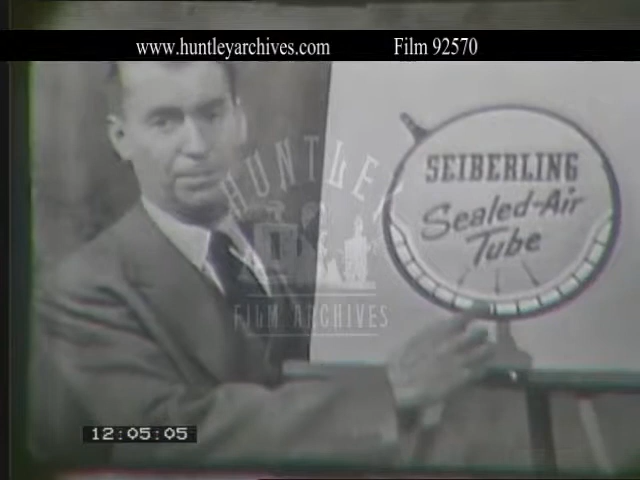 www.huntleyarchives.com Film 92570
HUNTLEY
FILM ARCHIVES
SEIBERLING
Sealed-Air
Tube
12:05:05